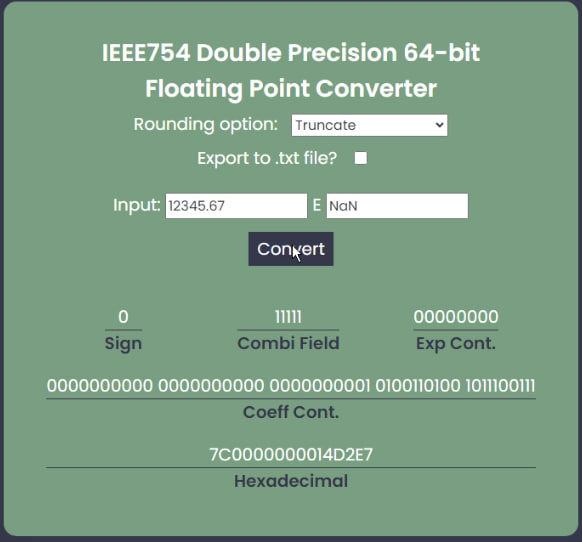 IEEE754 Double Precision 64-bit
Floating Point Converter
Rounding option: Truncate
Export to .txt file?
Input: 12345.67 E NaN
Convert
0 11111 00000000
Sign Combi Field Exp Cont.
0000000000 0000000000 0000000001 0100110100 1011100111
Coeff Cont.
7C0000000014D2E7
Hexadecimal